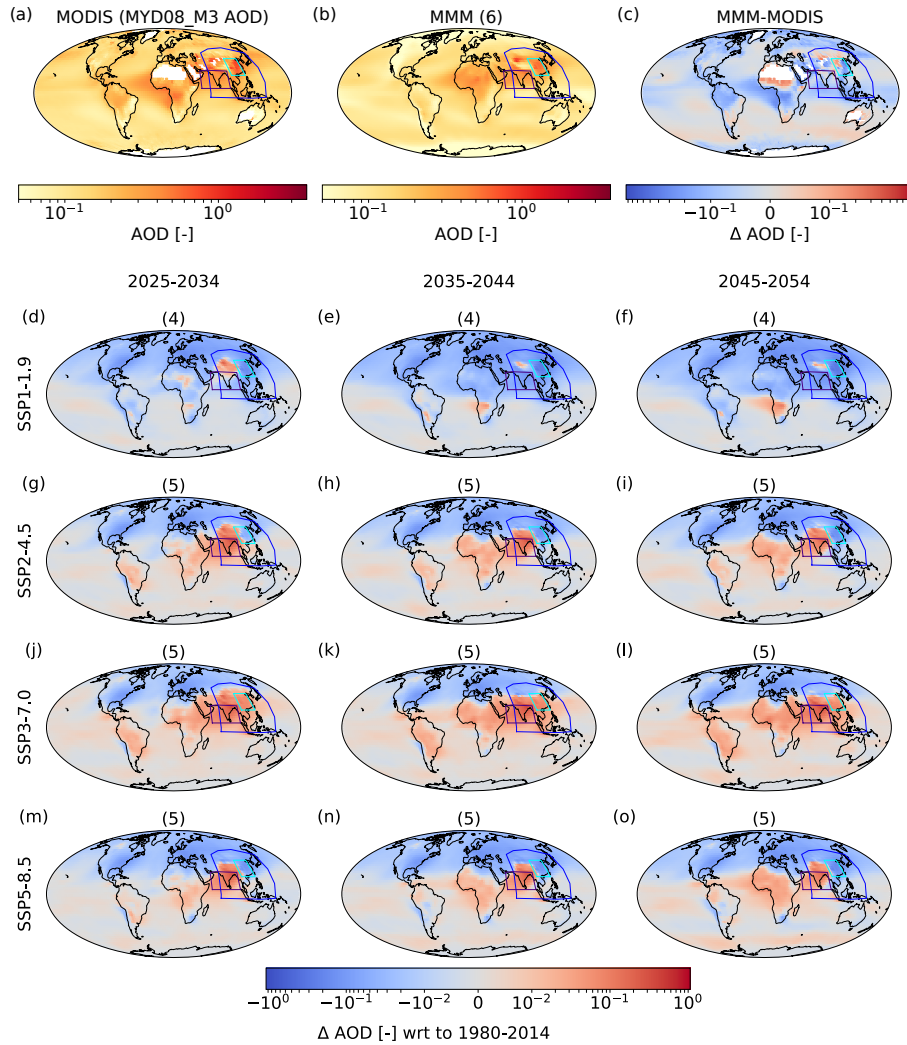 (a) MODIS (MYD08_M3 AOD) (b) MMM (6) (c) MMM-MODIS
10⁻¹ 10⁰ 10⁻¹ 10⁰ −10⁻¹ 0 10⁻¹
AOD [-] AOD [-] Δ AOD [-]
2025-2034 2035-2044 2045-2054
(d) (4) (e) (4) (f) (4)
SSP1-1.9
(g) (5) (h) (5) (i) (5)
SSP2-4.5
(j) (5) (k) (5) (l) (5)
SSP3-7.0
(m) (5) (n) (5) (o) (5)
SSP5-8.5
−10⁰ −10⁻¹ −10⁻² 0 10⁻² 10⁻¹ 10⁰
Δ AOD [-] wrt to 1980-2014